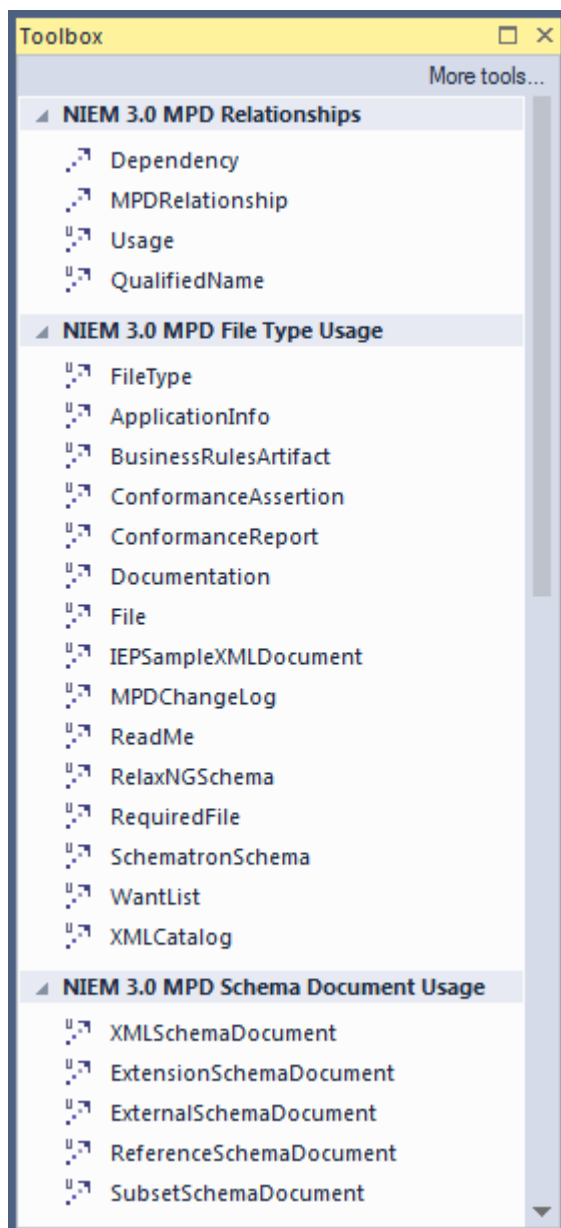 Toolbox
More tools...
NIEM 3.0 MPD Relationships
Dependency
MPDRelationship
Usage
QualifiedName
NIEM 3.0 MPD File Type Usage
FileType
ApplicationInfo
BusinessRulesArtifact
ConformanceAssertion
ConformanceReport
Documentation
File
IEPSampleXMLDocument
MPDChangeLog
ReadMe
RelaxNGSchema
RequiredFile
SchematronSchema
WantList
XMLCatalog
NIEM 3.0 MPD Schema Document Usage
XMLSchemaDocument
ExtensionSchemaDocument
ExternalSchemaDocument
ReferenceSchemaDocument
SubsetSchemaDocument